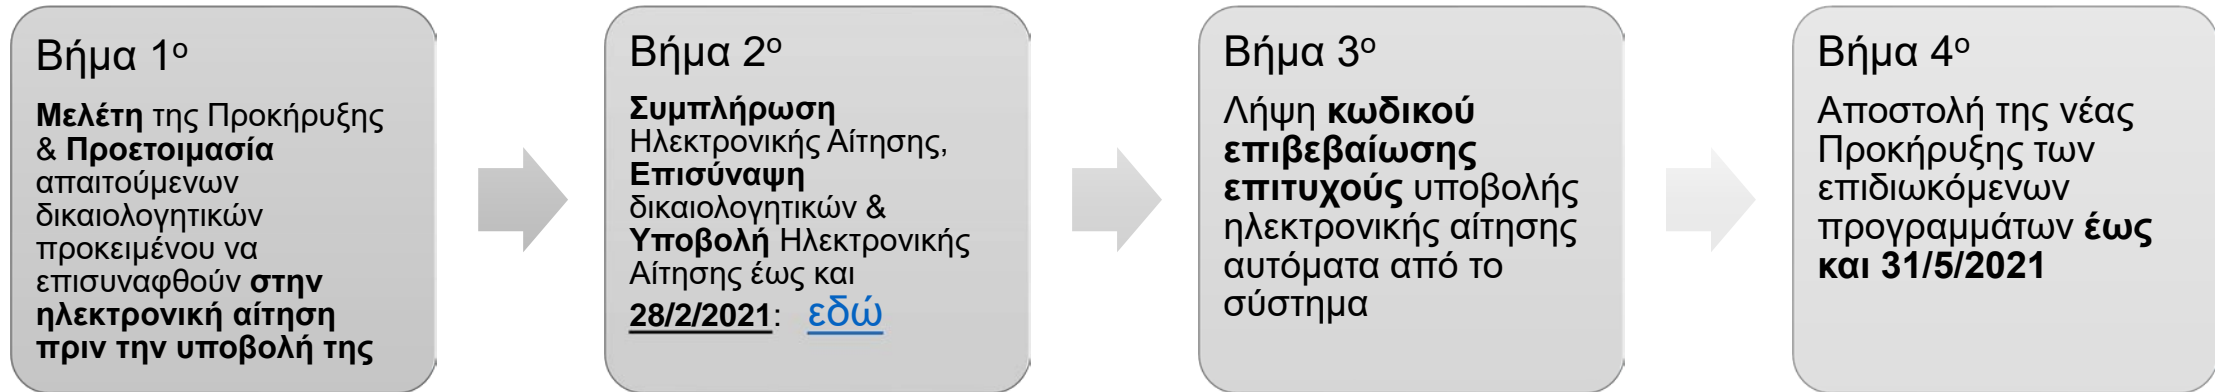 Βήμα 1ο
Μελέτη της Προκήρυξης
& Προετοιμασία
απαιτούμενων
δικαιολογητικών
προκειμένου να
επισυναφθούν στην
ηλεκτρονική αίτηση
πριν την υποβολή της
Βήμα 2ο
Συμπλήρωση
Ηλεκτρονικής Αίτησης,
Επισύναψη
δικαιολογητικών &
Υποβολή Ηλεκτρονικής
Αίτησης έως και
28/2/2021: εδώ
Βήμα 3ο
Λήψη κωδικού
επιβεβαίωσης
επιτυχούς υποβολής
ηλεκτρονικής αίτησης
αυτόματα από το
σύστημα
Βήμα 4ο
Αποστολή της νέας
Προκήρυξης των
επιδιωκόμενων
προγραμμάτων έως
και 31/5/2021